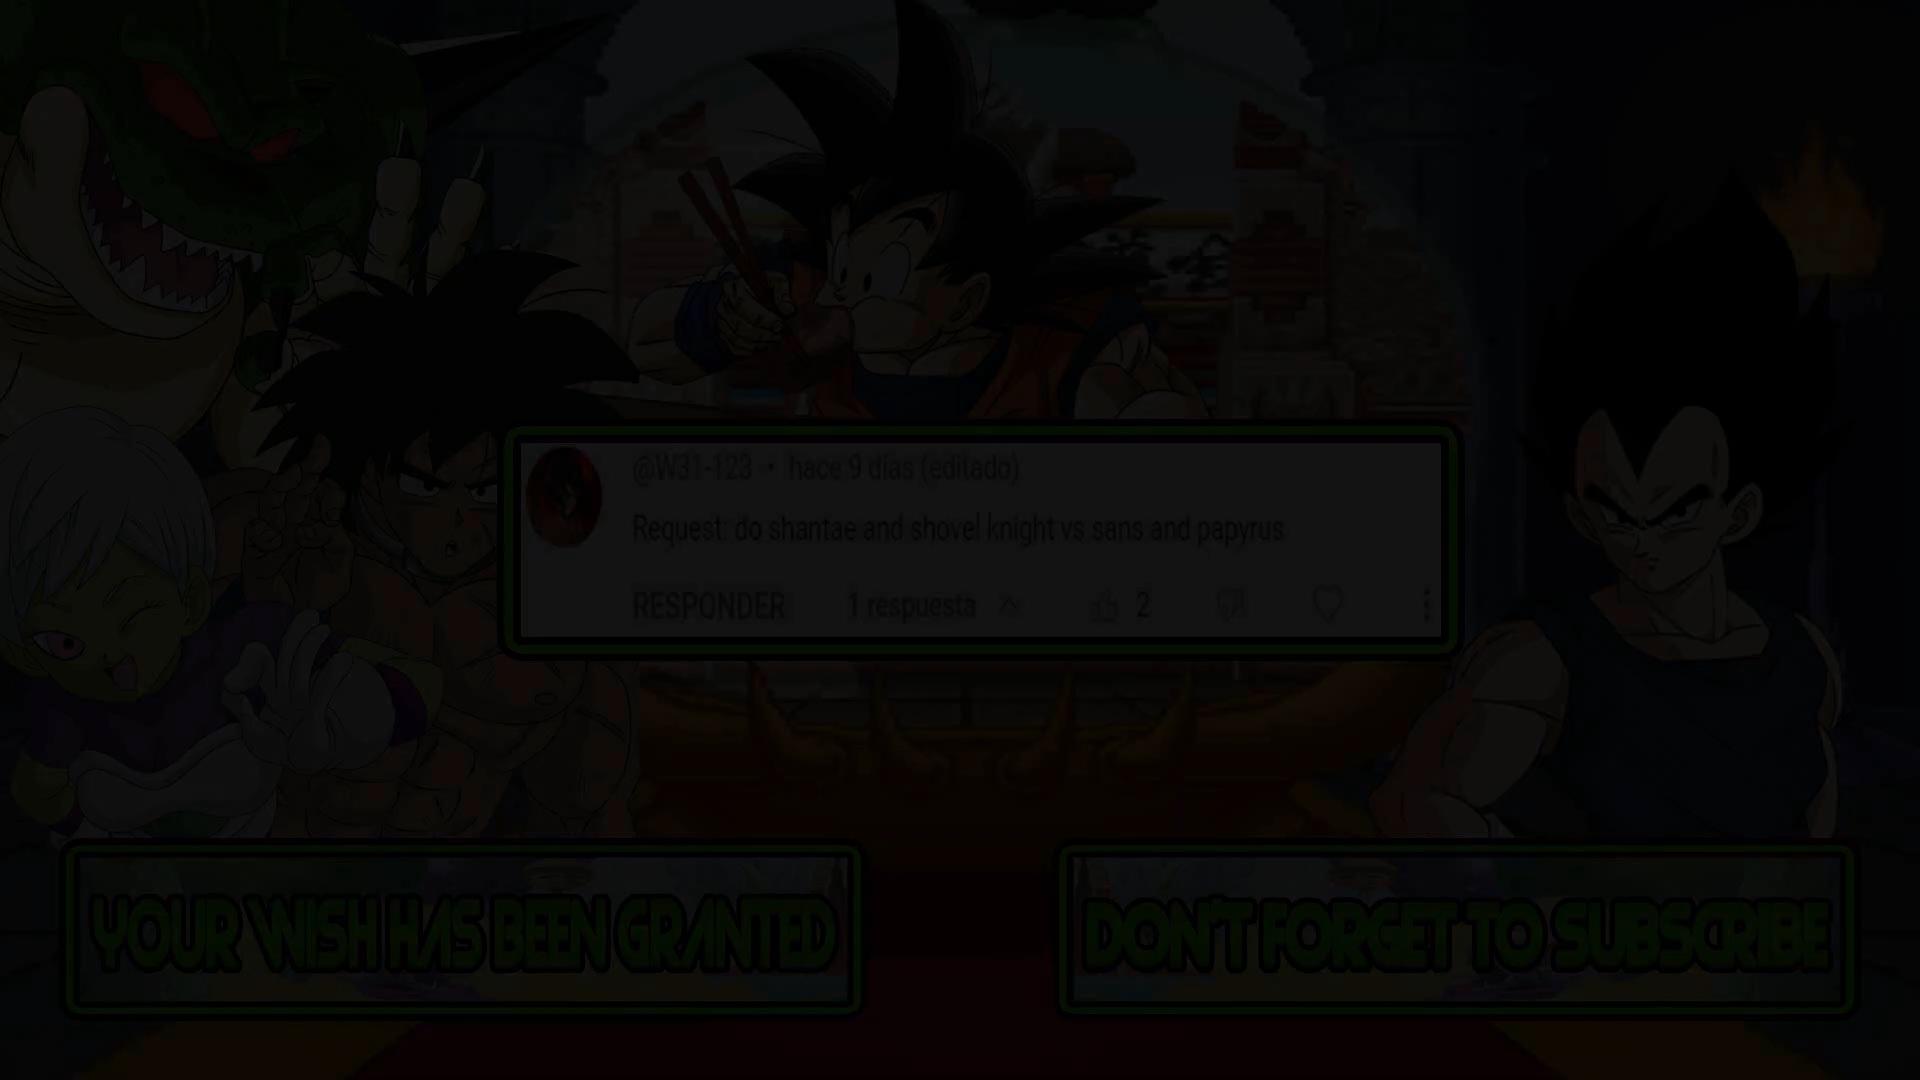 @W31-123 • hace 9 días (editado)
Request: do shantae and shovel knight vs sans and papyrus
RESPONDER 1 respuesta 2
YOUR WISH HAS BEEN GRANTED
DON'T FORGET TO SUBSCRIBE